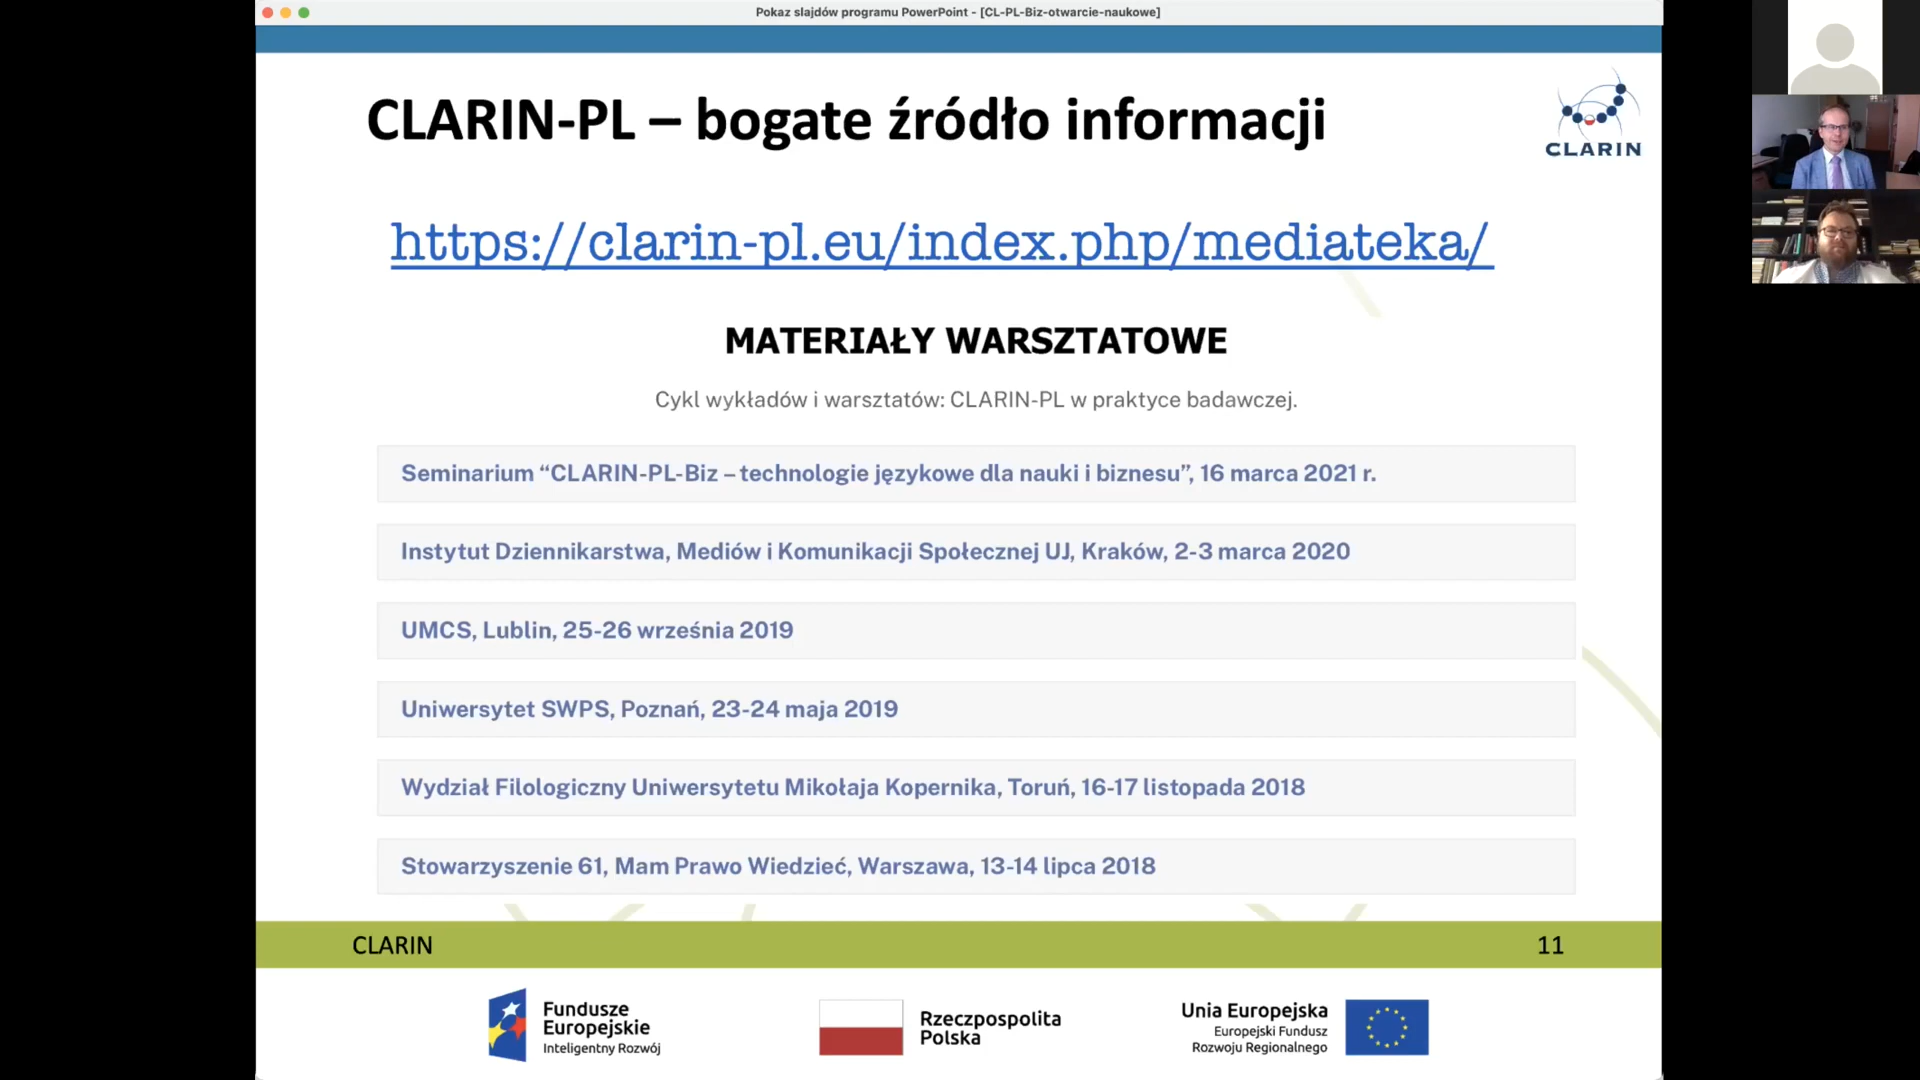 Pokaz slajdów programu PowerPoint - [CL-PL-Biz-otwarcie-naukowe]
CLARIN-PL – bogate źródło informacji
CLARIN
https://clarin-pl.eu/index.php/mediateka/
MATERIAŁY WARSZTATOWE
Cykl wykładów i warsztatów: CLARIN-PL w praktyce badawczej.
Seminarium “CLARIN-PL-Biz – technologie językowe dla nauki i biznesu”, 16 marca 2021 r.
Instytut Dziennikarstwa, Mediów i Komunikacji Społecznej UJ, Kraków, 2-3 marca 2020
UMCS, Lublin, 25-26 września 2019
Uniwersytet SWPS, Poznań, 23-24 maja 2019
Wydział Filologiczny Uniwersytetu Mikołaja Kopernika, Toruń, 16-17 listopada 2018
Stowarzyszenie 61, Mam Prawo Wiedzieć, Warszawa, 13-14 lipca 2018
CLARIN
11
Fundusze
Europejskie
Inteligentny Rozwój
Rzeczpospolita
Polska
Unia Europejska
Europejski Fundusz
Rozwoju Regionalnego